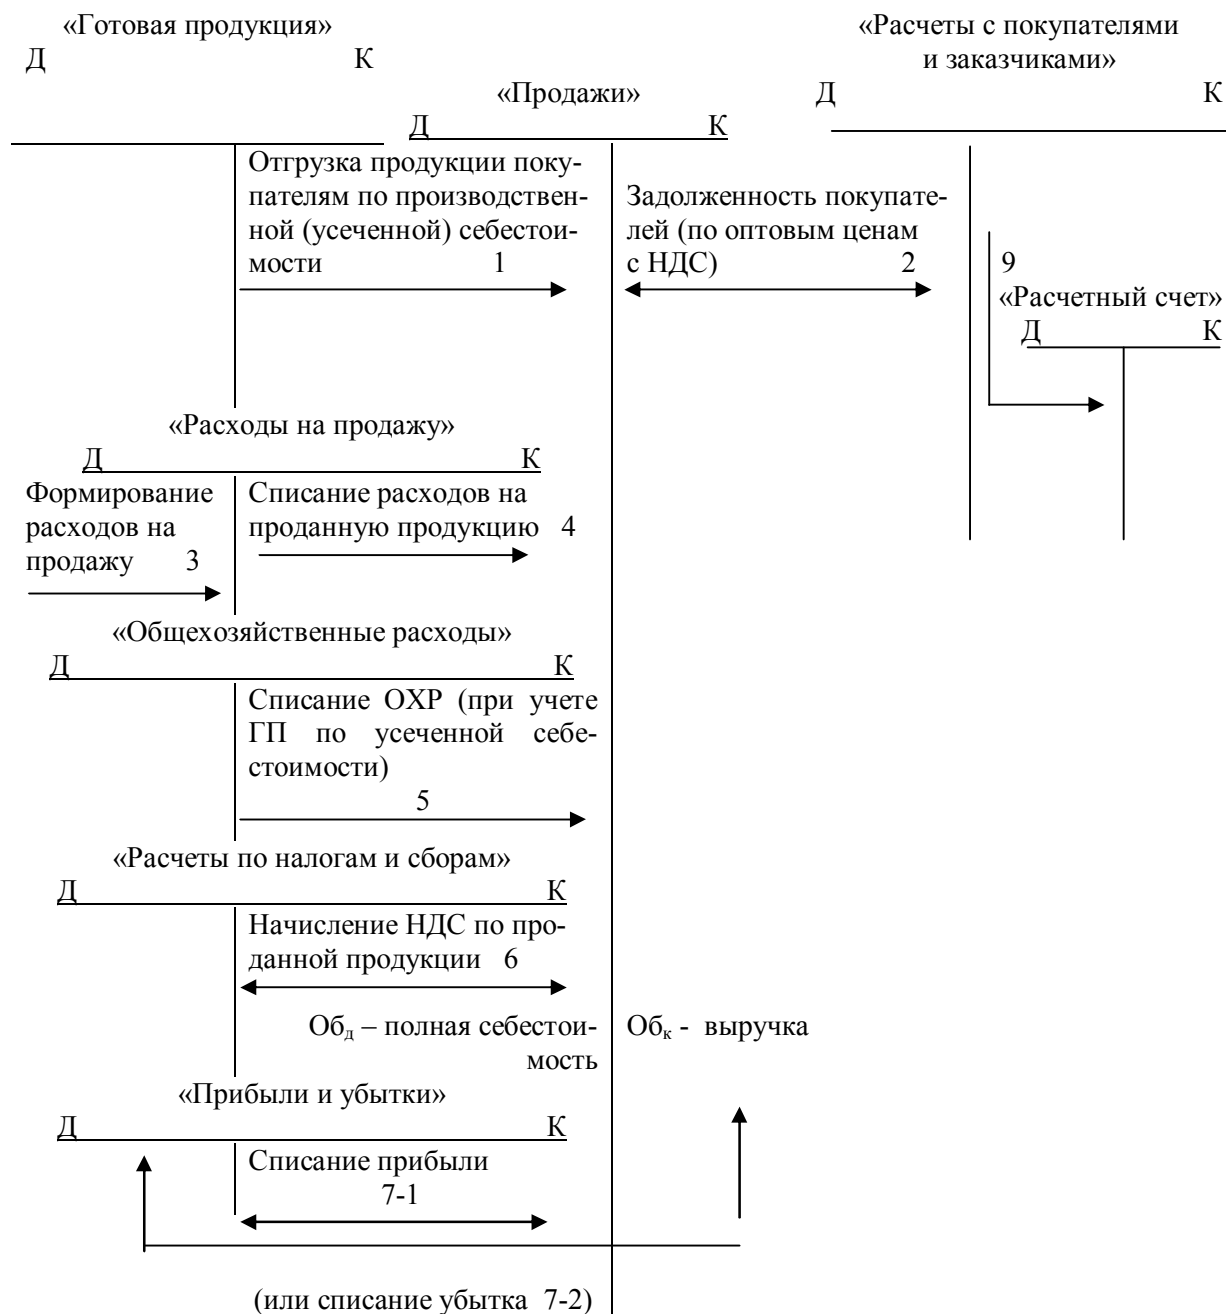 «Готовая продукция»
Д К
«Расчеты с покупателями
и заказчиками»
Д К
«Продажи»
Д К
Отгрузка продукции поку-
пателям по производствен-
ной (усеченной) себестои-
мости 1
Задолженность покупате-
лей (по оптовым ценам
с НДС) 2
9
«Расчетный счет»
Д К
«Расходы на продажу»
Д К
Формирование
расходов на
продажу 3
Списание расходов на
проданную продукцию 4
«Общехозяйственные расходы»
Д К
Списание ОХР (при учете
ГП по усеченной себе-
стоимости)
5
«Расчеты по налогам и сборам»
Д К
Начисление НДС по про-
данной продукции 6
Обд – полная себестои-
мость
Обк - выручка
«Прибыли и убытки»
Д К
Списание прибыли
7-1
(или списание убытка 7-2)